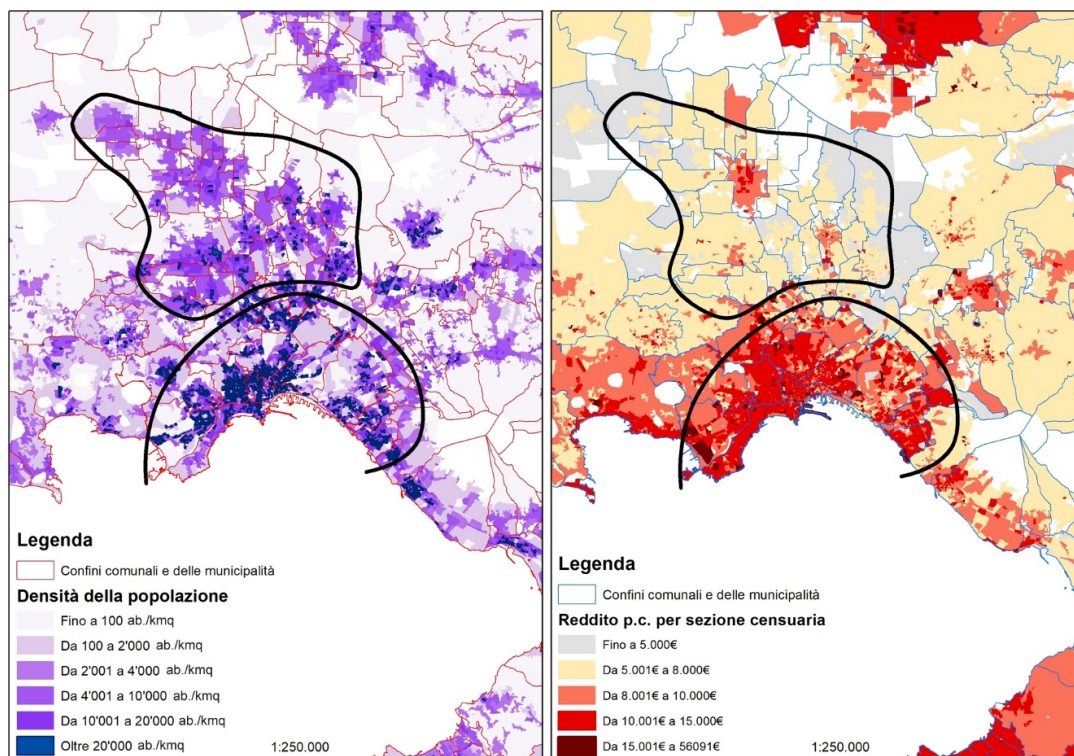 Legenda
Confini comunali e delle municipalità
Densità della popolazione
Fino a 100 ab./kmq
Da 100 a 2'000 ab./kmq
Da 2'001 a 4'000 ab./kmq
Da 4'001 a 10'000 ab./kmq
Da 10'001 a 20'000 ab./kmq
Oltre 20'000 ab./kmq
1:250.000
Legenda
Confini comunali e delle municipalità
Reddito p.c. per sezione censuaria
Fino a 5.000€
Da 5.001€ a 8.000€
Da 8.001€ a 10.000€
Da 10.001€ a 15.000€
Da 15.001€ a 56091€
1:250.000